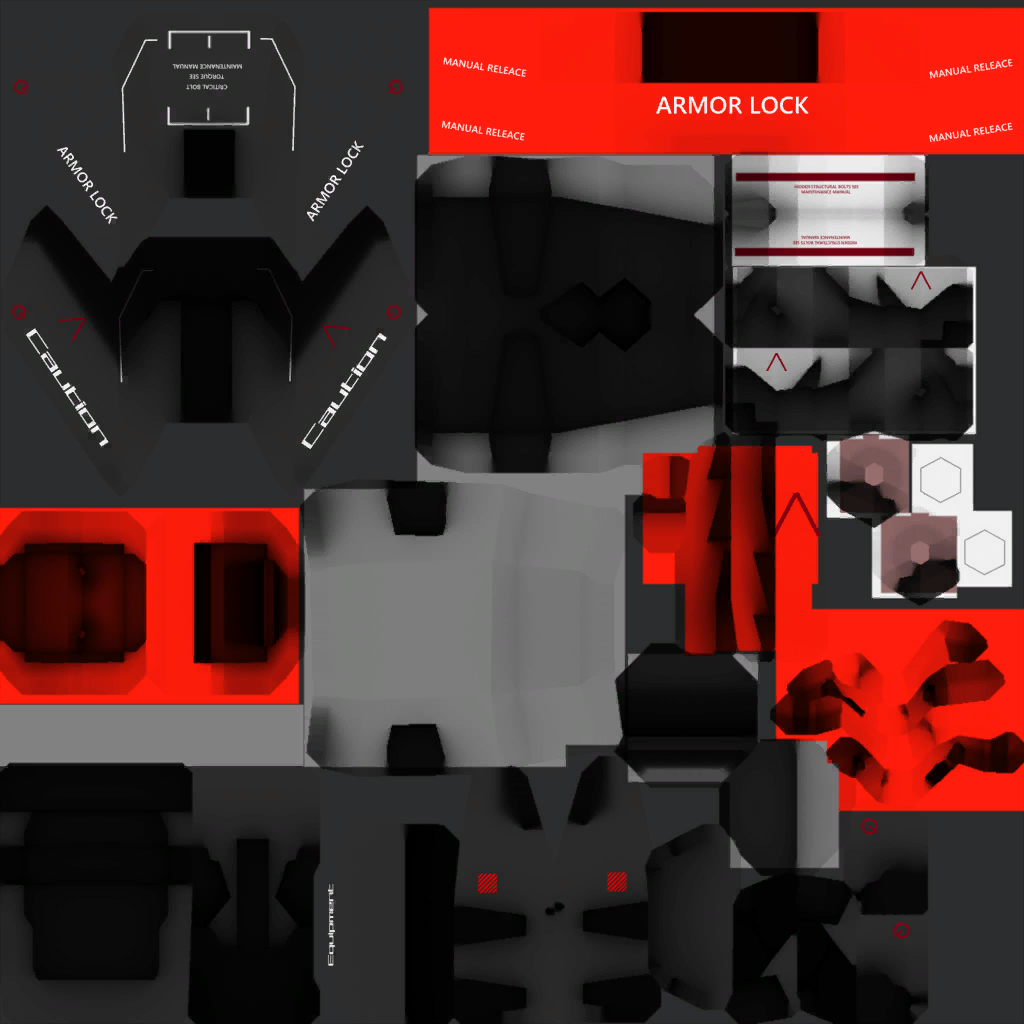 MAINTENANCE MANUAL
TORQUE SEE
CRITICAL BOLT
ARMOR LOCK
ARMOR LOCK
MANUAL RELEACE
MANUAL RELEACE
ARMOR LOCK
MANUAL RELEACE
MANUAL RELEACE
HIDDEN STRUCTURAL BOLTS SEE
MAINTENANCE MANUAL
MAINTENANCE MANUAL
HIDDEN STRUCTURAL BOLTS SEE
Caution
Caution
Equipment